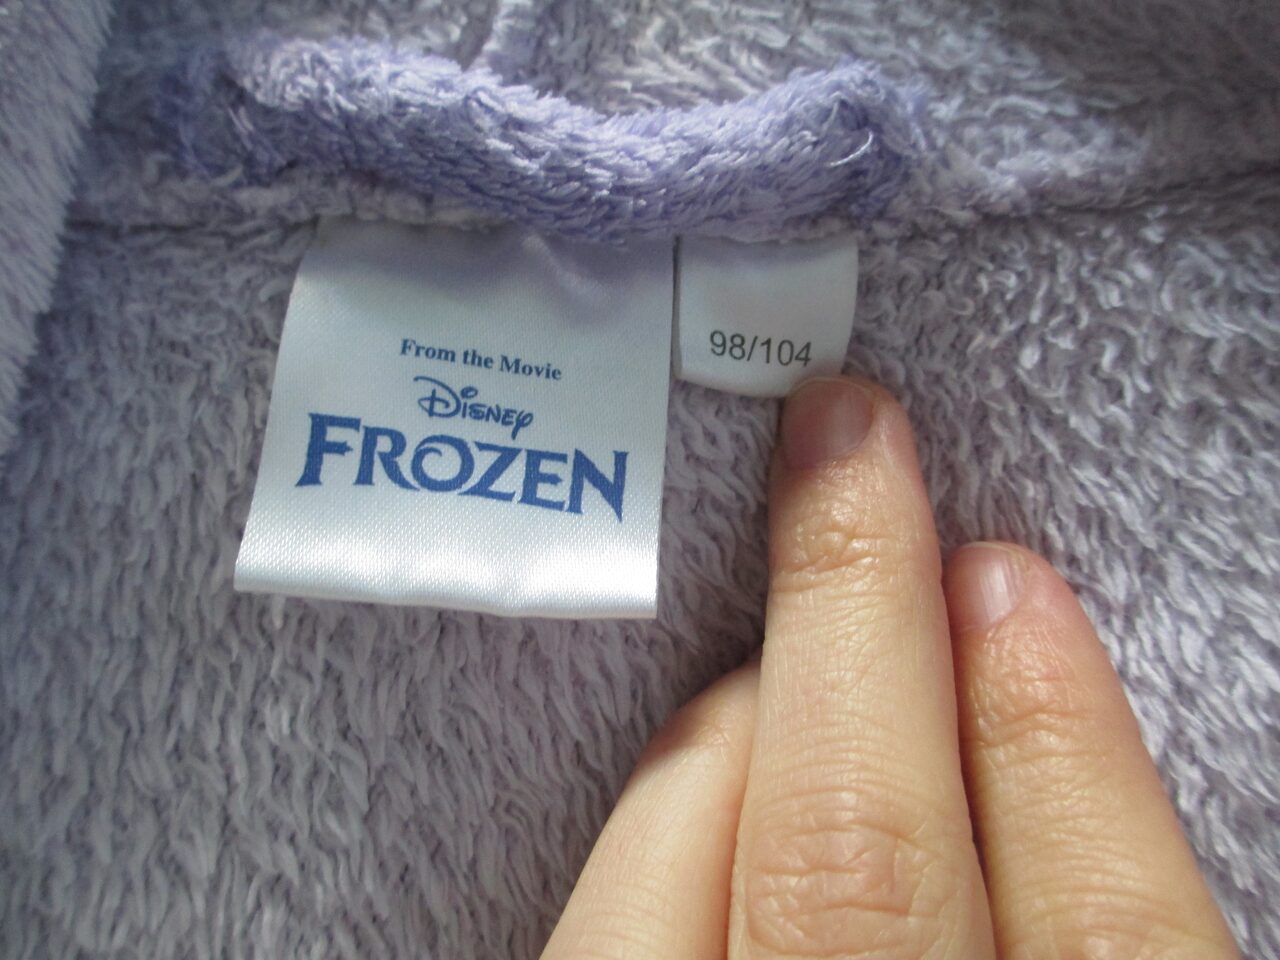 From the Movie
Disney
FROZEN
98/104